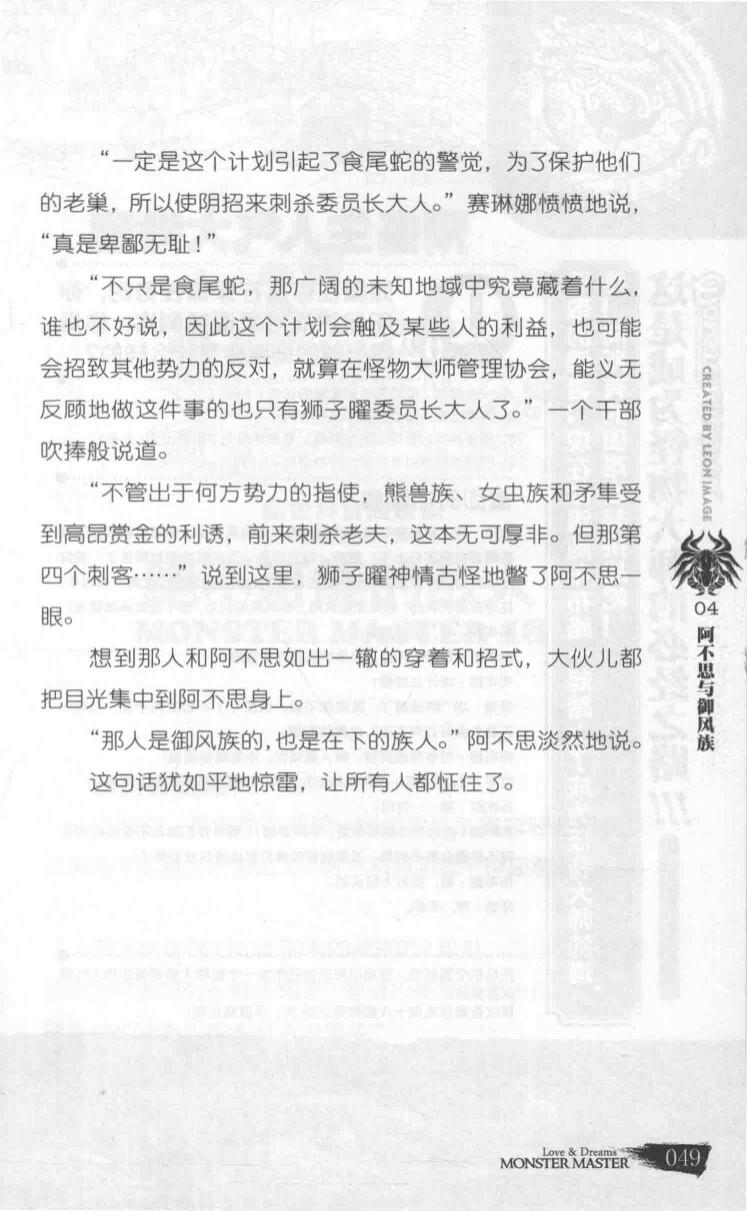 “一定是这个计划引起了食尾蛇的警觉，为了保护他们
的老巢，所以使阴招来刺杀委员长大人。”赛琳娜愤愤地说，
“真是卑鄙无耻！”
“不只是食尾蛇，那广阔的未知地域中究竟藏着什么，
谁也不好说，因此这个计划会触及某些人的利益，也可能
会招致其他势力的反对，就算在怪物大师管理协会，能义无
反顾地做这件事的也只有狮子曜委员长大人了。”一个干部
吹捧般说道。
“不管出于何方势力的指使，熊兽族、女虫族和矛隼受
到高昂赏金的利诱，前来刺杀老夫，这本无可厚非。但那第
四个刺客……”说到这里，狮子曜神情古怪地瞥了阿不思一
眼。
想到那人和阿不思如出一辙的穿着和招式，大伙儿都
把目光集中到阿不思身上。
“那人是御风族的，也是在下的族人。”阿不思淡然地说。
这句话犹如平地惊雷，让所有人都怔住了。
CREATED BY LEON IMAGE
04
阿不思与御风族
Love & Dreams
MONSTER MASTER
049